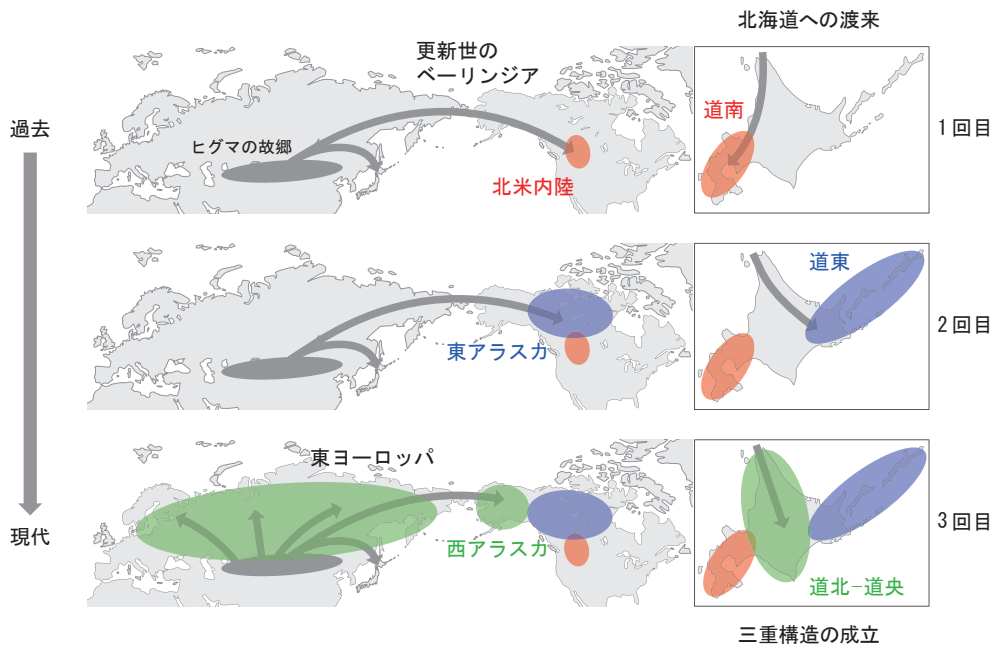 北海道への渡来
更新世の
ベーリンジア
過去
ヒグマの故郷
北米内陸
道南
1回目
東アラスカ
道東
2回目
東ヨーロッパ
西アラスカ
道北−道央
3回目
現代
三重構造の成立